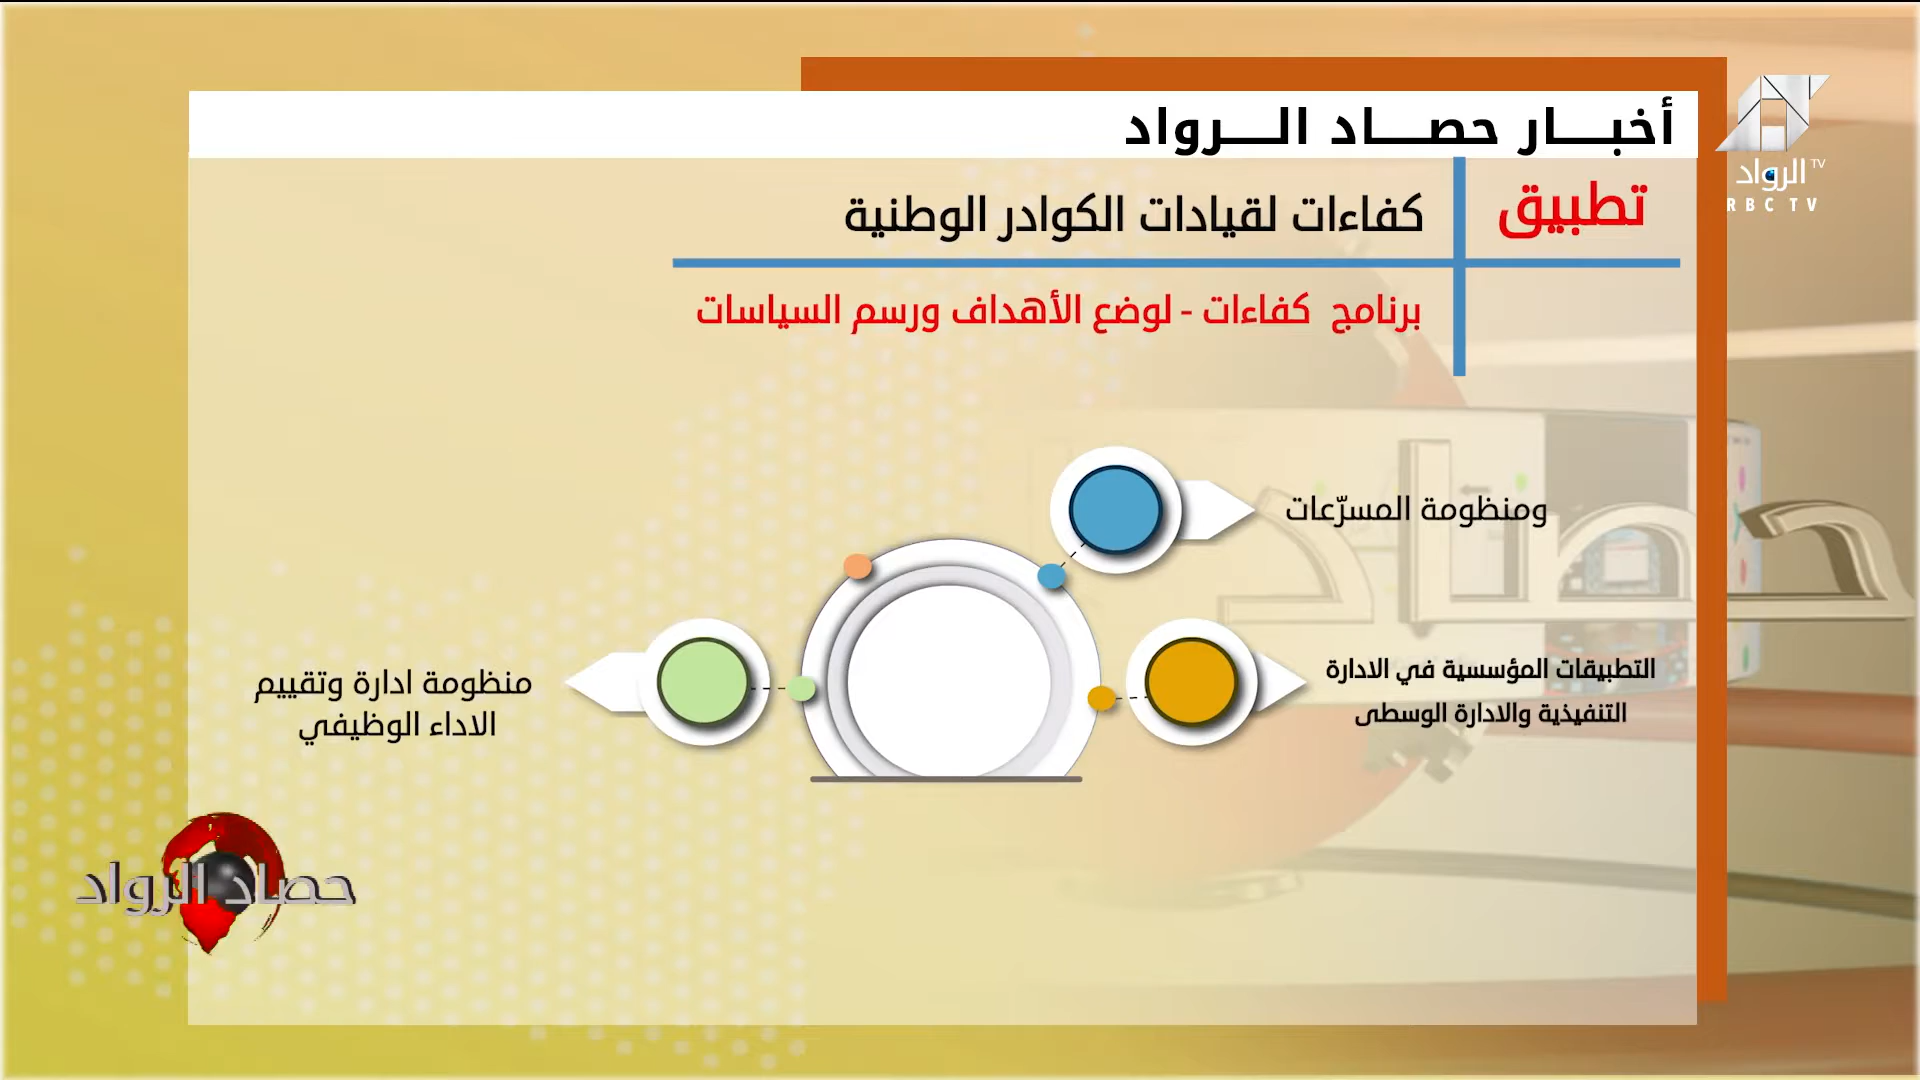 أخبـــار حصـــاد الـــرواد
الرواد TV
RBC TV
تطبيق
كفاءات لقيادات الكوادر الوطنية
برنامج كفاءات - لوضع الأهداف ورسم السياسات
ومنظومة المسرّعات
حصاد
التطبيقات المؤسسية في الادارة
التنفيذية والادارة الوسطى
منظومة ادارة وتقييم
الاداء الوظيفي
حصاد الرواد